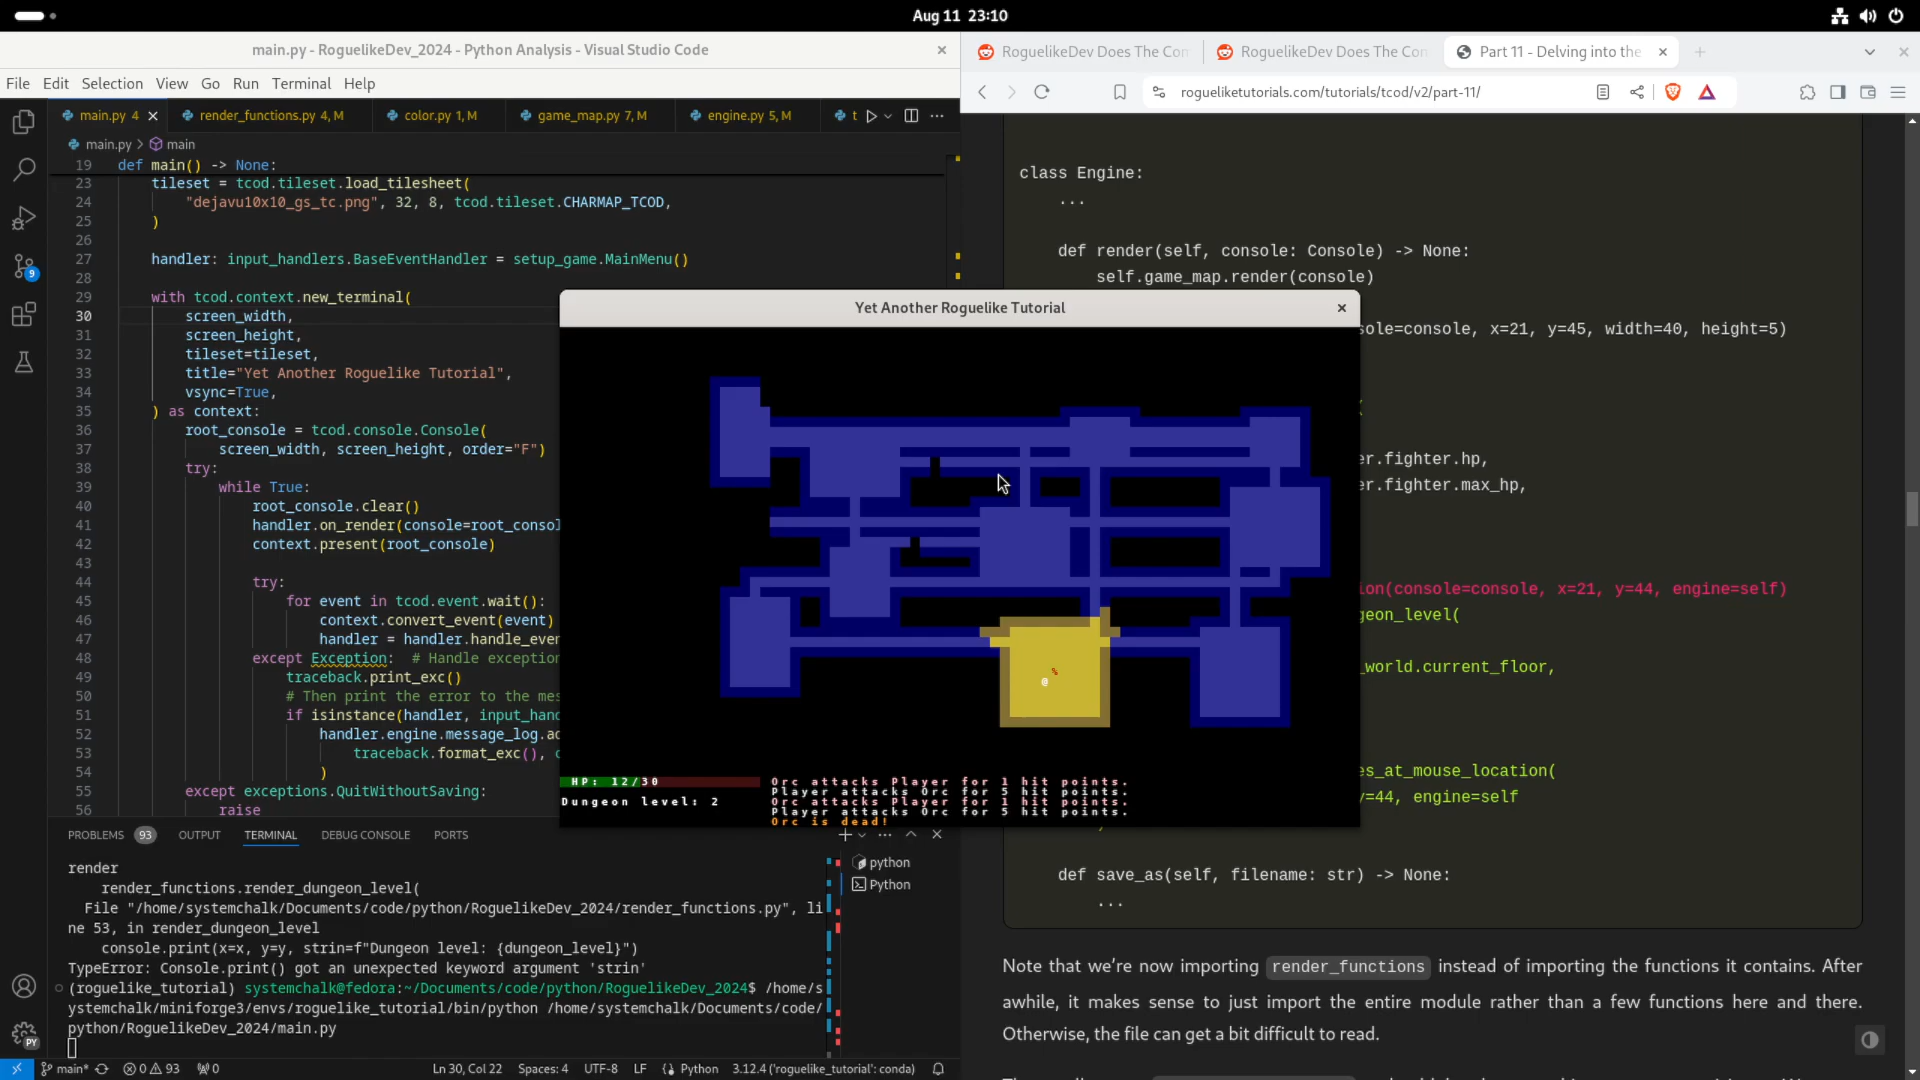 Aug 11 23:10
main.py - RoguelikeDev_2024 - Python Analysis - Visual Studio Code
File Edit Selection View Go Run Terminal Help
main.py 4
render_functions.py 4, M
color.py 1, M
game_map.py 7, M
engine.py 5, M
t
main.py > main
19 def main() -> None:
23 tileset = tcod.tileset.load_tilesheet(
24 "dejavu10x10_gs_tc.png", 32, 8, tcod.tileset.CHARMAP_TCOD,
25 )
26
27 handler: input_handlers.BaseEventHandler = setup_game.MainMenu()
28
29 with tcod.context.new_terminal(
30 screen_width,
31 screen_height,
32 tileset=tileset,
33 title="Yet Another Roguelike Tutorial",
34 vsync=True,
35 ) as context:
36 root_console = tcod.console.Console(
37 screen_width, screen_height, order="F")
38 try:
39 while True:
40 root_console.clear()
41 handler.on_render(console=root_consol
42 context.present(root_console)
43
44 try:
45 for event in tcod.event.wait():
46 context.convert_event(event)
47 handler = handler.handle_even
48 except Exception: # Handle exception
49 traceback.print_exc()
50 # Then print the error to the mes
51 if isinstance(handler, input_hand
52 handler.engine.message_log.ad
53 traceback.format_exc(), c
54 )
55 except exceptions.QuitWithoutSaving:
56 raise
9
PROBLEMS 93 OUTPUT TERMINAL DEBUG CONSOLE PORTS
python
Python
render
render_functions.render_dungeon_level(
File "/home/systemchalk/Documents/code/python/RoguelikeDev_2024/render_functions.py", li
ne 53, in render_dungeon_level
console.print(x=x, y=y, strin=f"Dungeon level: {dungeon_level}")
TypeError: Console.print() got an unexpected keyword argument 'strin'
(roguelike_tutorial) systemchalk@fedora:~/Documents/code/python/RoguelikeDev_2024$ /home/s
ystemchalk/miniforge3/envs/roguelike_tutorial/bin/python /home/systemchalk/Documents/code/
python/RoguelikeDev_2024/main.py
PY
main* 0 93 0 Ln 30, Col 22 Spaces: 4 UTF-8 LF Python 3.12.4 ('roguelike_tutorial': conda)
Yet Another Roguelike Tutorial
@
%
HP: 12/30
Dungeon level: 2
Orc attacks Player for 1 hit points.
Player attacks Orc for 5 hit points.
Orc attacks Player for 1 hit points.
Player attacks Orc for 5 hit points.
Orc is dead!
RoguelikeDev Does The Con
RoguelikeDev Does The Con
Part 11 - Delving into the
rogueliketutorials.com/tutorials/tcod/v2/part-11/
class Engine:
...
def render(self, console: Console) -> None:
self.game_map.render(console)
sole=console, x=21, y=45, width=40, height=5)
(
er.fighter.hp,
er.fighter.max_hp,
ion(console=console, x=21, y=44, engine=self)
geon_level(
_world.current_floor,
es_at_mouse_location(
y=44, engine=self
)
def save_as(self, filename: str) -> None:
...
Note that we’re now importing render_functions instead of importing the functions it contains. After
awhile, it makes sense to just import the entire module rather than a few functions here and there.
Otherwise, the file can get a bit difficult to read.